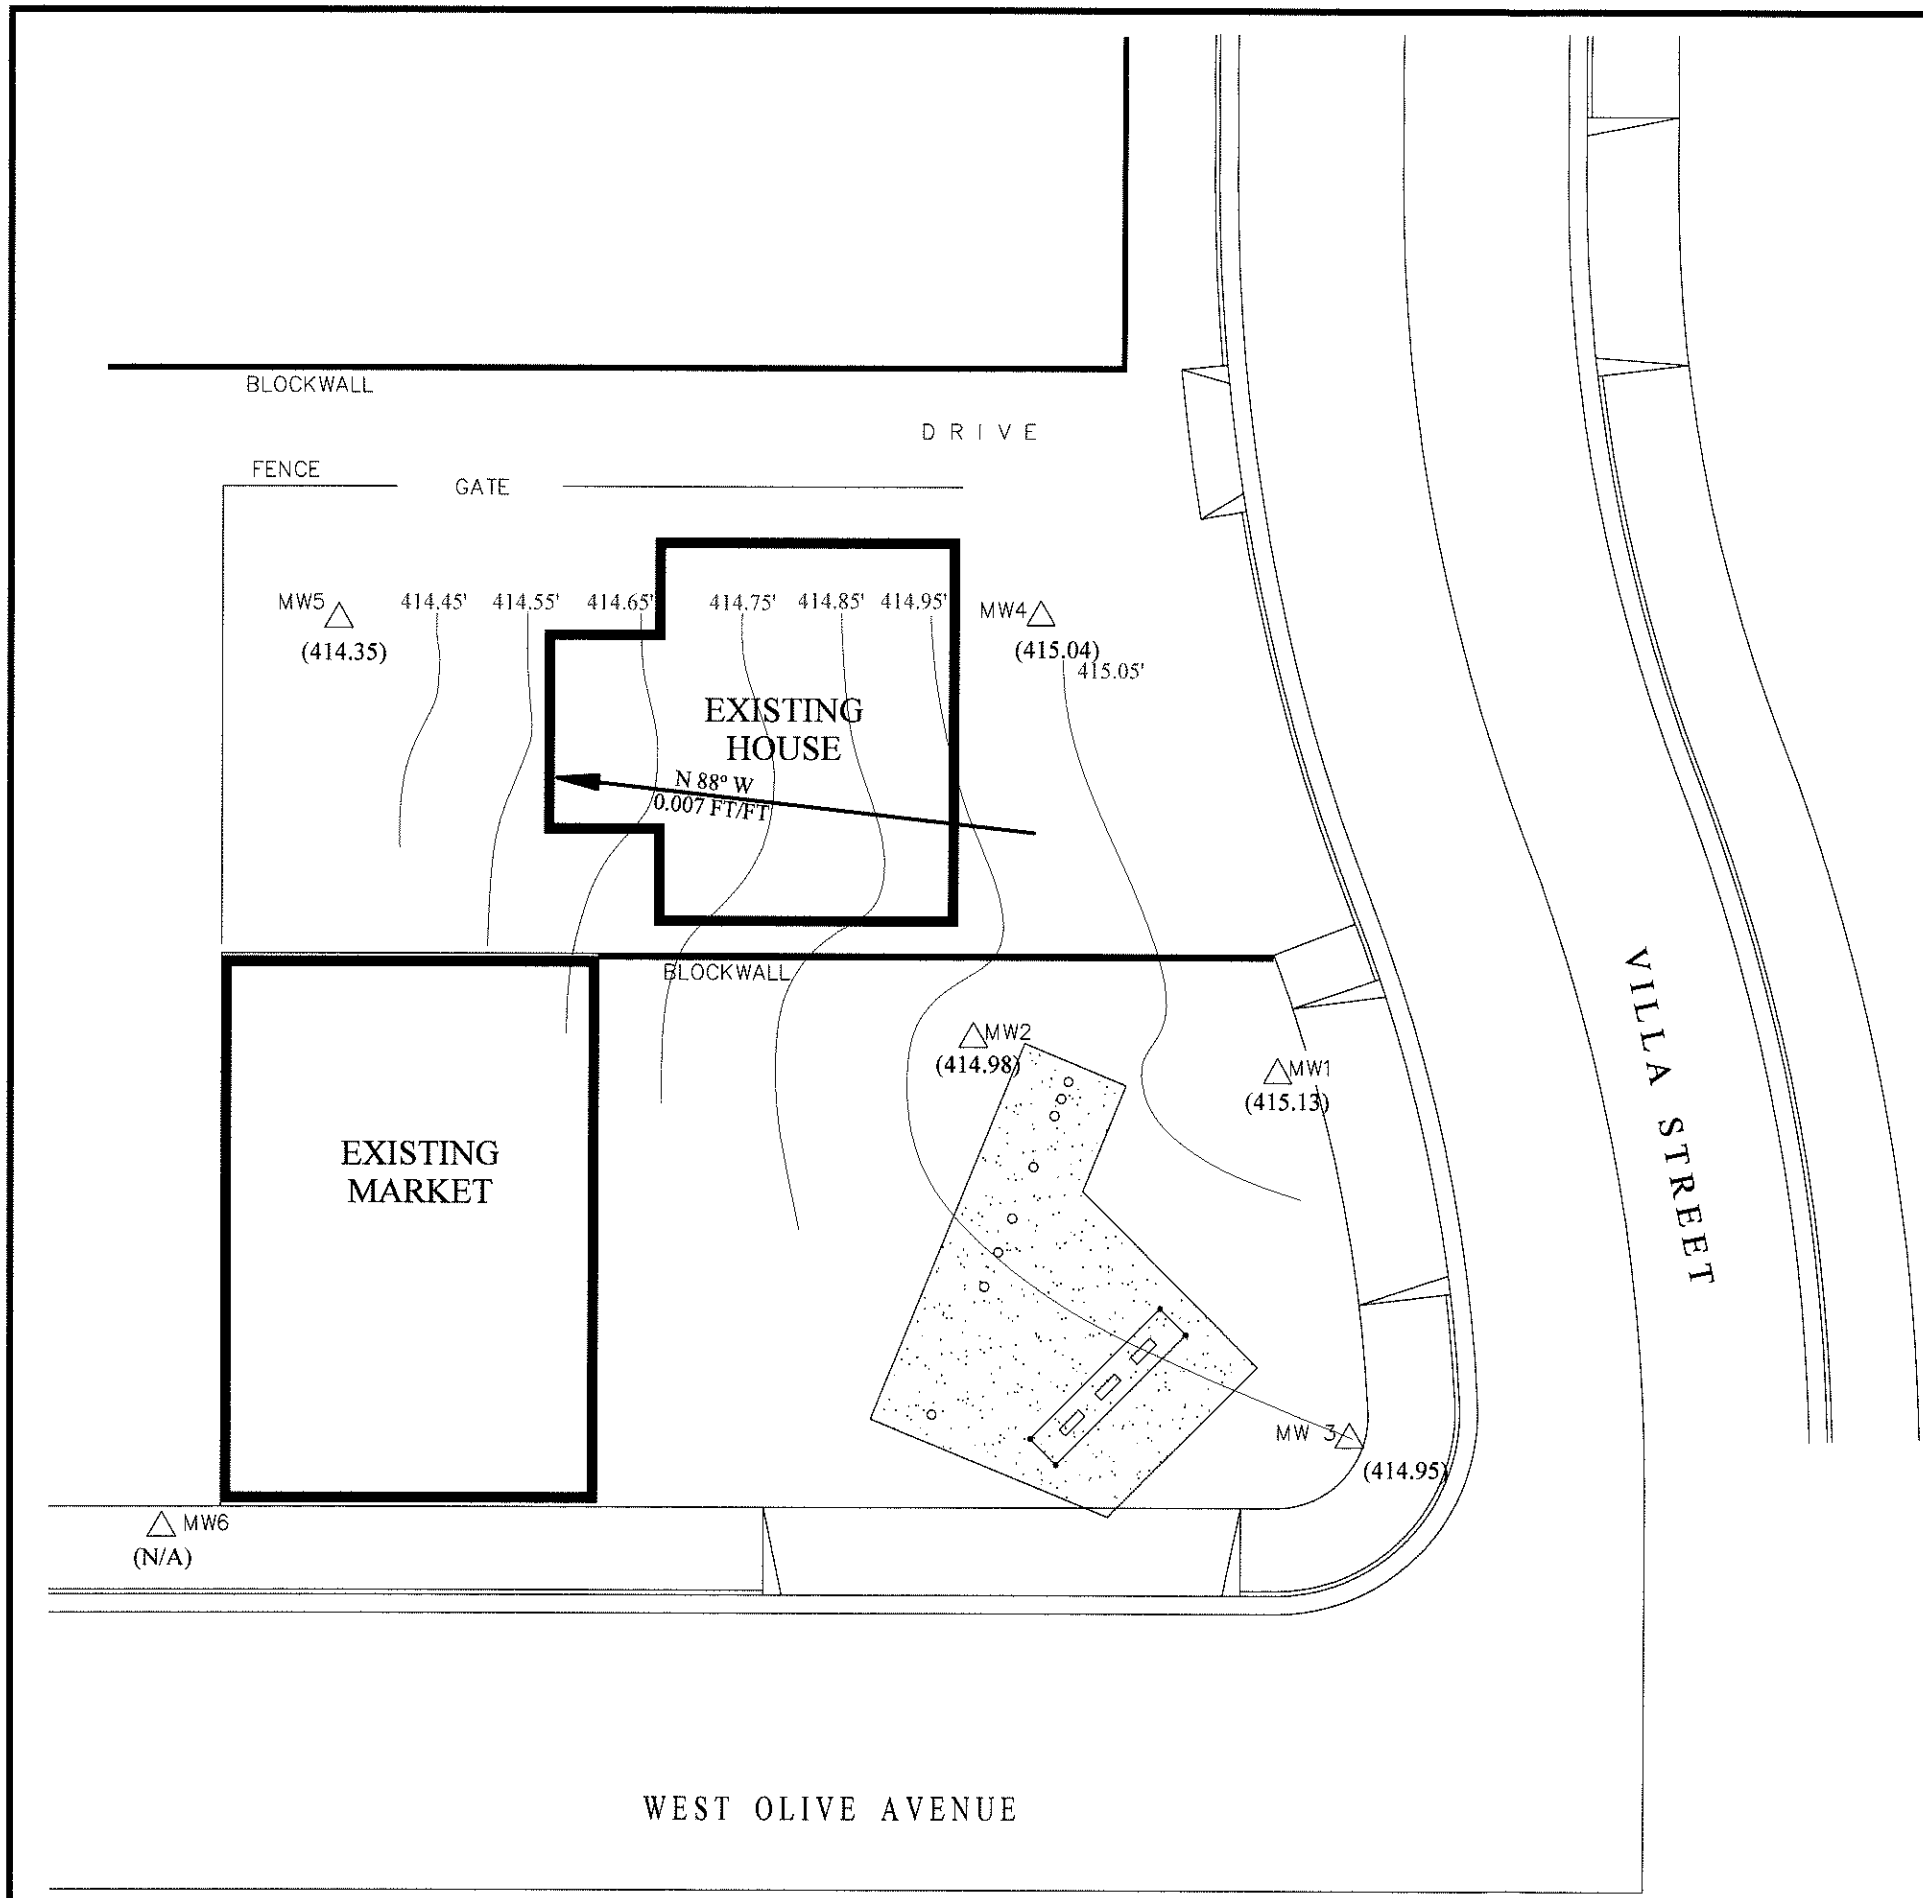 BLOCKWALL
DRIVE
FENCE
GATE
MW5
414.45'
414.55'
414.65'
414.75'
414.85'
414.95'
MW4
(414.35)
(415.04)
415.05'
EXISTING
HOUSE
N 88° W
0.007 FT/FT
BLOCKWALL
VILLA STREET
MW2
(414.98)
MW1
(415.13)
EXISTING
MARKET
MW 3
(414.95)
MW6
(N/A)
WEST OLIVE AVENUE